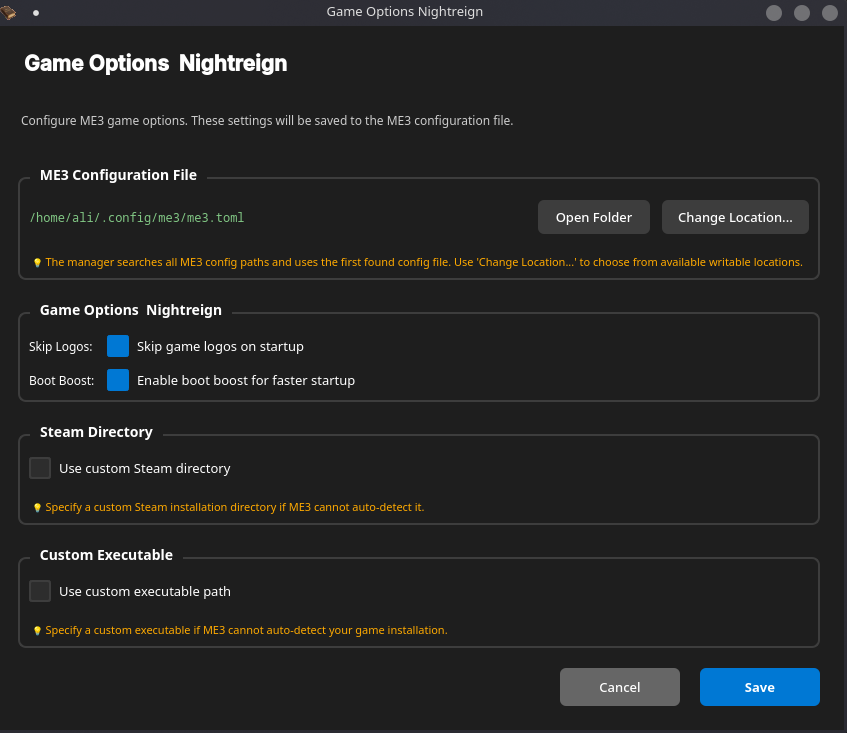 Game Options Nightreign
Game Options  Nightreign
Configure ME3 game options. These settings will be saved to the ME3 configuration file.
ME3 Configuration File
/home/ali/.config/me3/me3.toml
Open Folder
Change Location...
💡 The manager searches all ME3 config paths and uses the first found config file. Use 'Change Location...' to choose from available writable locations.
Game Options  Nightreign
Skip Logos: Skip game logos on startup
Boot Boost: Enable boot boost for faster startup
Steam Directory
Use custom Steam directory
💡 Specify a custom Steam installation directory if ME3 cannot auto-detect it.
Custom Executable
Use custom executable path
💡 Specify a custom executable if ME3 cannot auto-detect your game installation.
Cancel
Save